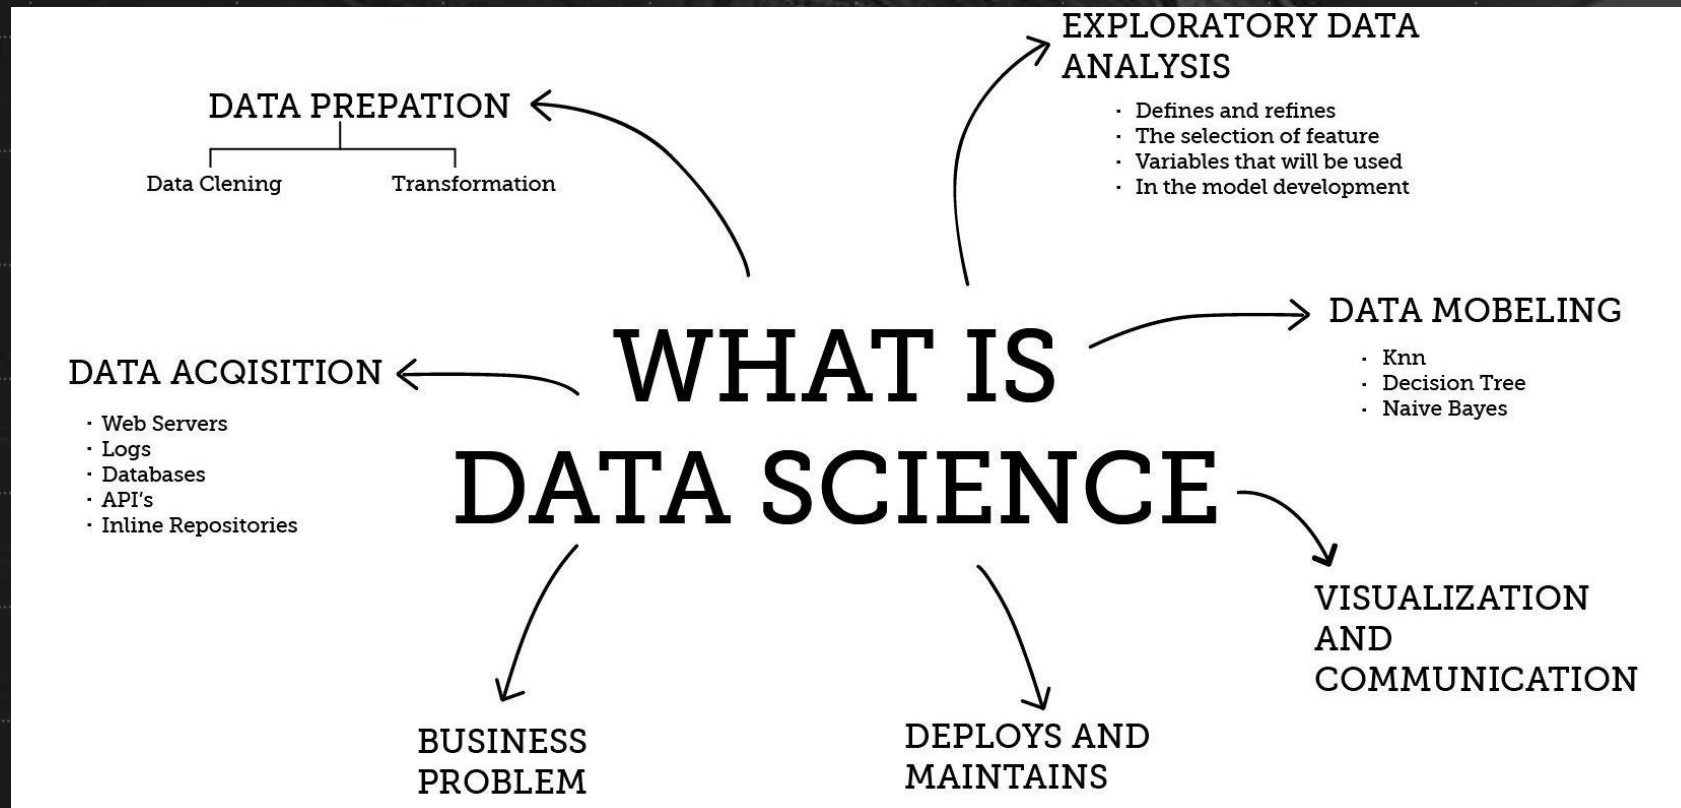 EXPLORATORY DATA
ANALYSIS
· Defines and refines
· The selection of feature
· Variables that will be used
· In the model development
DATA PREPATION
Data Clening
Transformation
DATA MOBELING
· Knn
· Decision Tree
· Naive Bayes
WHAT IS
DATA SCIENCE
DATA ACQISITION
· Web Servers
· Logs
· Databases
· API's
· Inline Repositories
VISUALIZATION
AND
COMMUNICATION
BUSINESS
PROBLEM
DEPLOYS AND
MAINTAINS